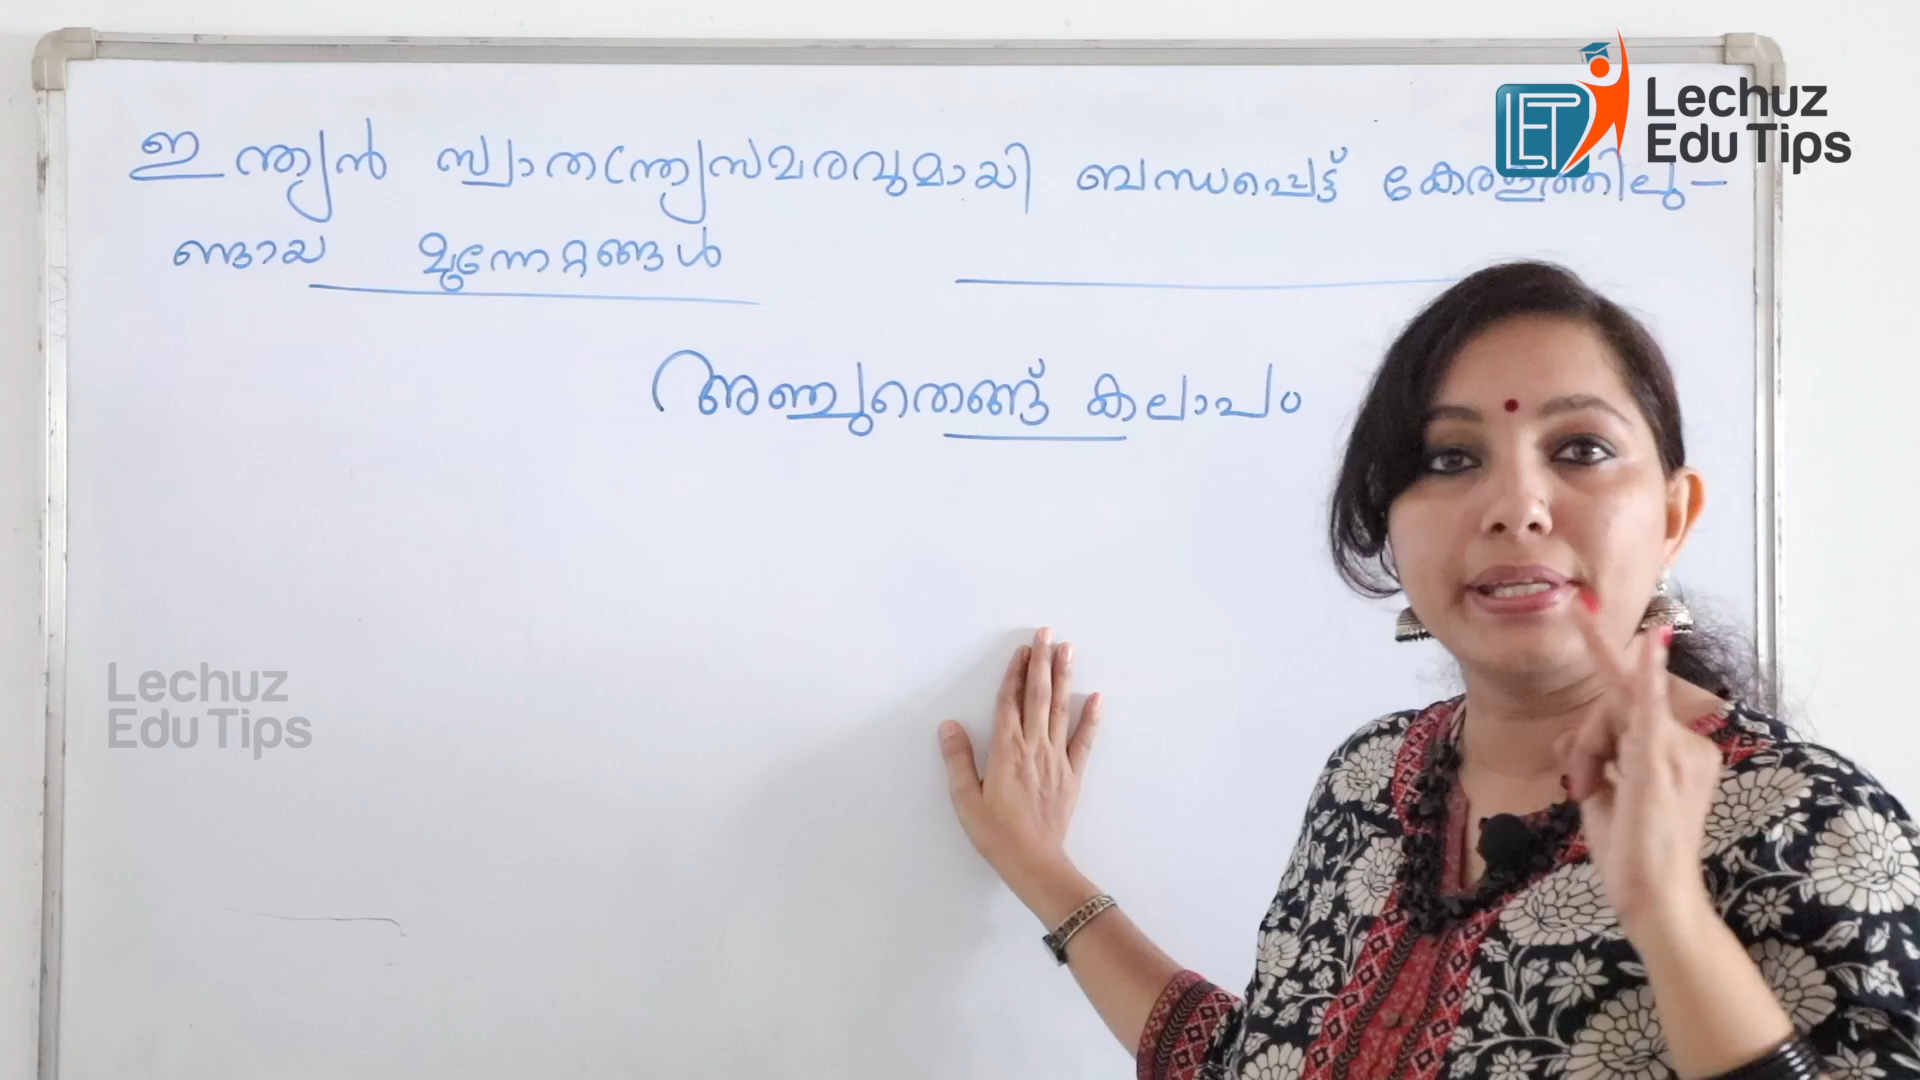 Lechuz
Edu Tips
ഇന്ത്യൻ സ്വാതന്ത്ര്യസമരവുമായി ബന്ധപ്പെട്ട് കേരളത്തിലു-
ണ്ടായ മുന്നേറ്റങ്ങൾ
അഞ്ചുതെങ്ങ് കലാപം
Lechuz
Edu Tips